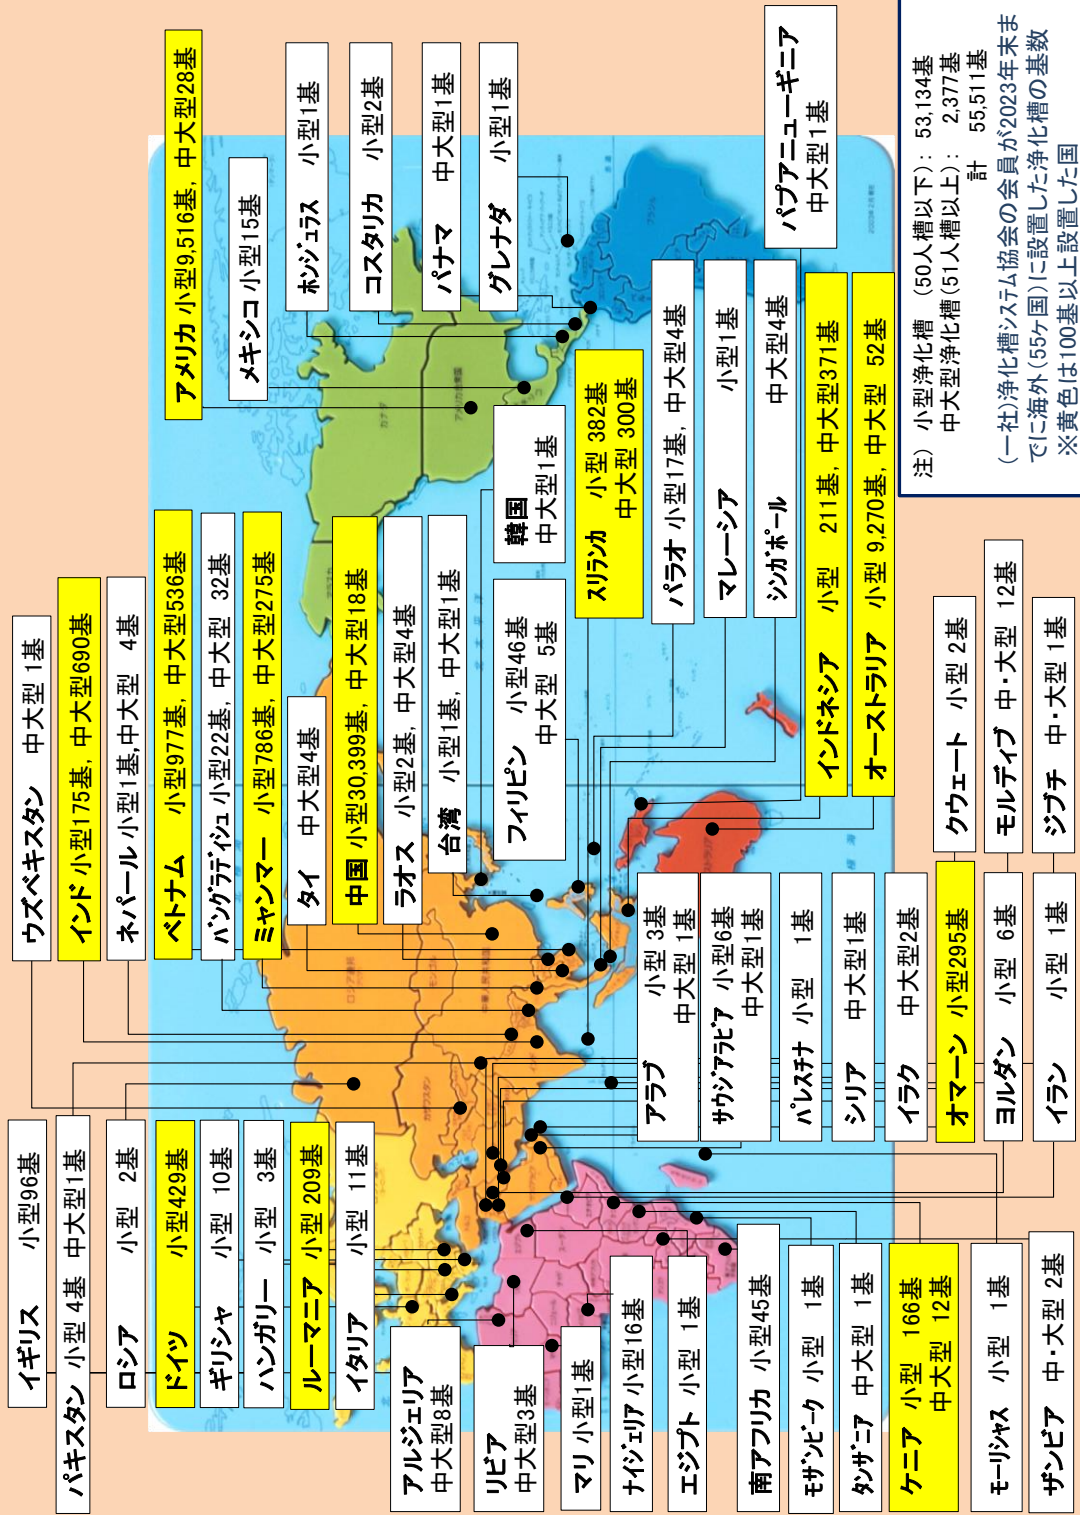 イギリス 小型96基
パキスタン 小型 4基 中大型1基
ロシア 小型 2基
ドイツ 小型429基
ギリシャ 小型 10基
ハンガリー 小型 3基
ルーマニア 小型 209基
イタリア 小型 11基
ウズベキスタン 中大型 1基
インド 小型175基, 中大型690基
ネパール 小型1基,中大型 4基
ベトナム 小型977基, 中大型536基
バングラデイシュ 小型22基, 中大型 32基
ミャンマー 小型786基, 中大型275基
タイ 中大型4基
中国 小型30,399基, 中大型18基
ラオス 小型2基, 中大型4基
台湾 小型1基, 中大型1基
フィリピン 小型46基
中大型 5基
アメリカ 小型9,516基, 中大型28基
メキシコ 小型15基
ホンジュラス 小型1基
コスタリカ 小型2基
パナマ 中大型1基
グレナダ 小型1基
韓国
中大型1基
スリランカ 小型 382基
中大型 300基
パラオ 小型17基, 中大型4基
マレーシア 小型1基
シンガポール 中大型4基
パプアニューギニア
中大型1基
インドネシア 小型 211基, 中大型371基
オーストラリア 小型 9,270基, 中大型 52基
アルジェリア
中大型8基
リビア
中大型3基
マリ 小型1基
ナイジェリア 小型16基
エジプト 小型 1基
南アフリカ 小型45基
モザンビーク 小型 1基
タンザニア 中大型 1基
ケニア 小型 166基
中大型 12基
モーリシャス 小型 1基
ザンビア 中・大型 2基
アラブ 小型 3基
中大型 1基
サウジアラビア 小型6基
中大型1基
パレスチナ 小型 1基
シリア 中大型1基
イラク 中大型2基
オマーン 小型295基
ヨルダン 小型 6基
イラン 小型 1基
クウェート 小型 2基
モルディブ 中・大型 12基
ジブチ 中・大型 1基
注) 小型浄化槽 (50人槽以下): 53,134基
中大型浄化槽(51人槽以上): 2,377基
計 55,511基
(一社)浄化槽システム協会の会員が2023年末ま
でに海外(55ヶ国)に設置した浄化槽の基数
※黄色は100基以上設置した国